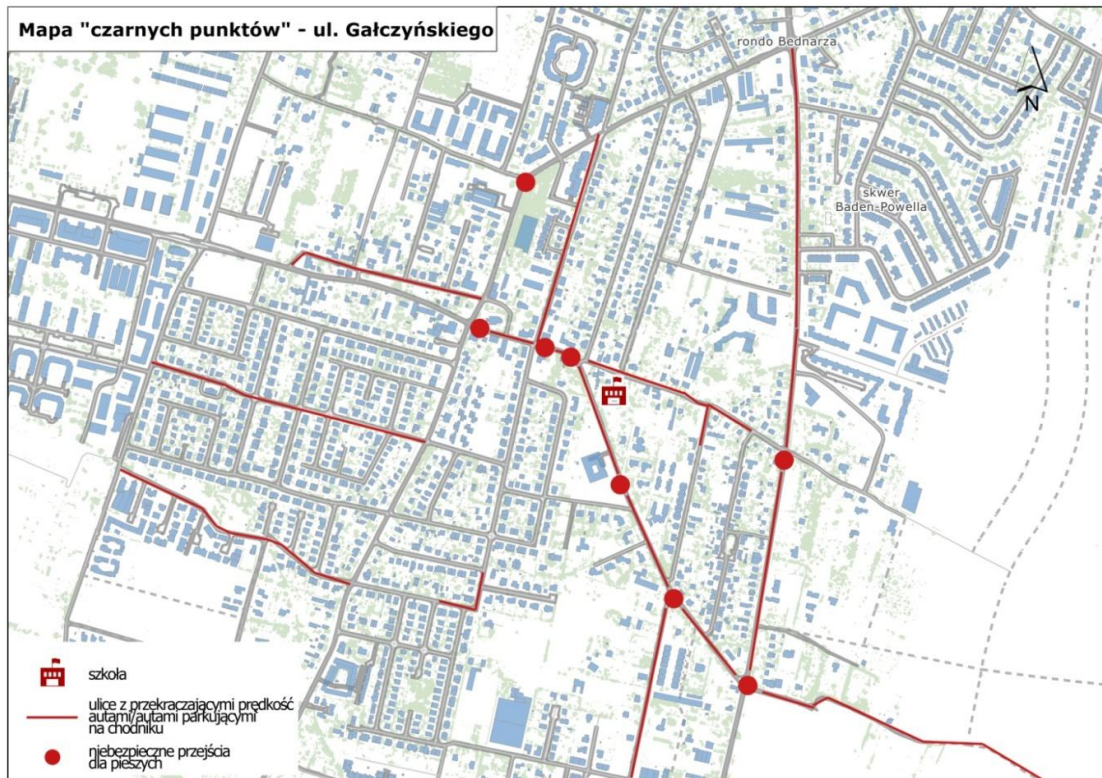 Mapa "czarnych punktów" - ul. Gałczyńskiego
rondo Bednarza
N
skwer
Baden-Powella
szkoła
ulice z przekraczającymi prędkość
autami/autami parkującymi
na chodniku
niebezpieczne przejścia
dla pieszych